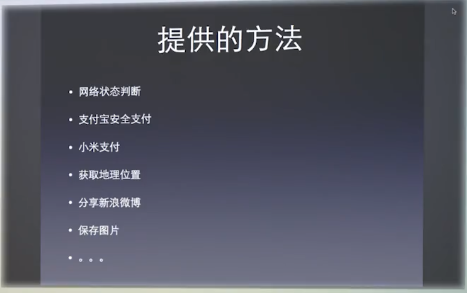 提供的方法
• 网络状态判断
• 支付宝安全支付
• 小米支付
• 获取地理位置
• 分享新浪微博
• 保存图片
• 。。。